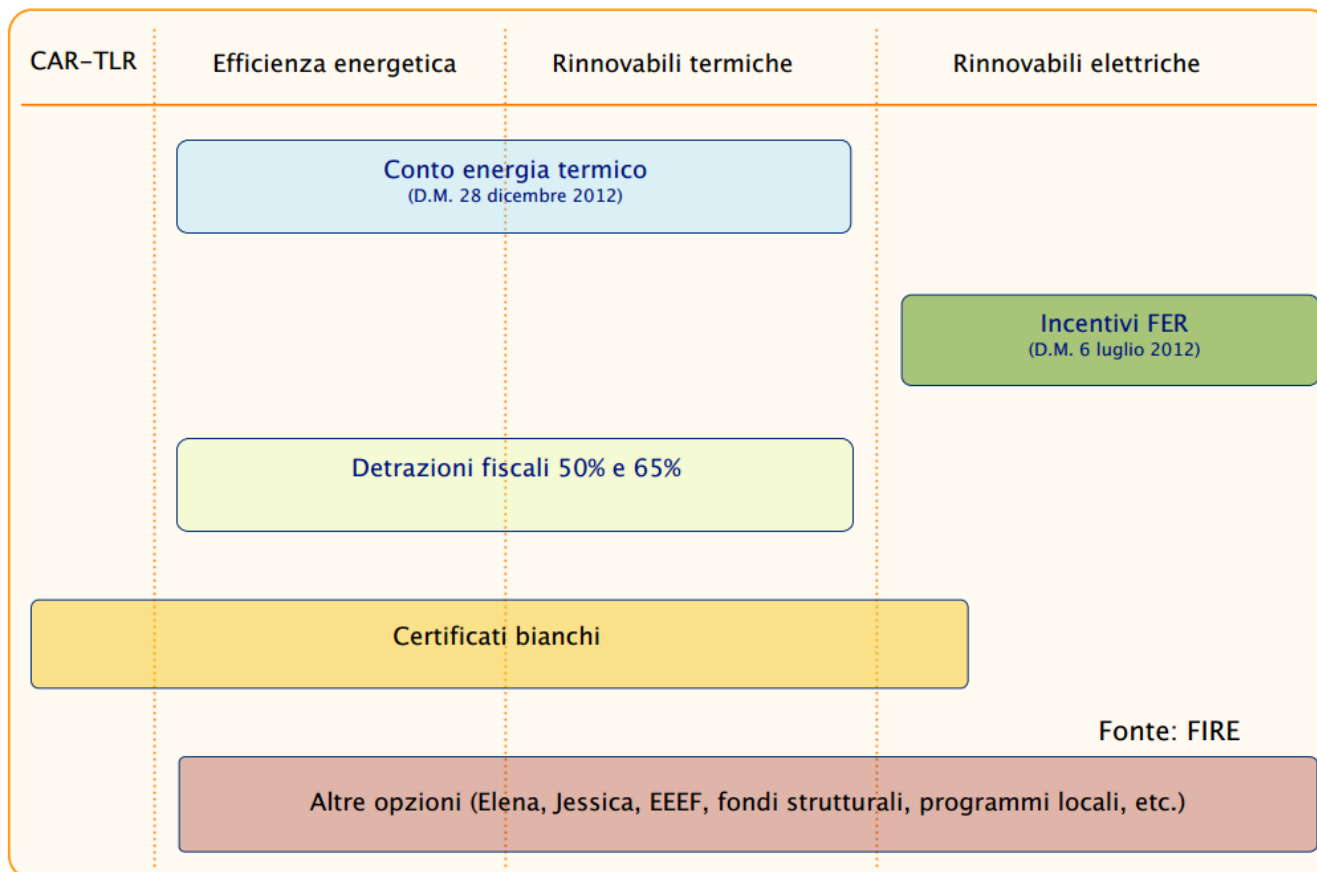 CAR-TLR
Efficienza energetica
Rinnovabili termiche
Rinnovabili elettriche
Conto energia termico
(D.M. 28 dicembre 2012)
Incentivi FER
(D.M. 6 luglio 2012)
Detrazioni fiscali 50% e 65%
Certificati bianchi
Fonte: FIRE
Altre opzioni (Elena, Jessica, EEEF, fondi strutturali, programmi locali, etc.)